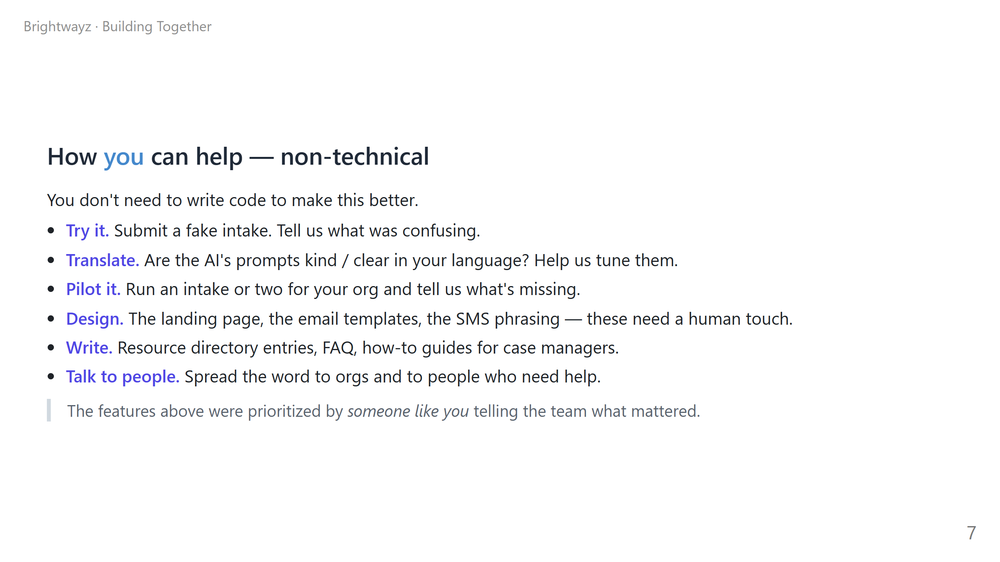 Brightwayz · Building Together
How you can help — non-technical
You don't need to write code to make this better.
• Try it. Submit a fake intake. Tell us what was confusing.
• Translate. Are the AI's prompts kind / clear in your language? Help us tune them.
• Pilot it. Run an intake or two for your org and tell us what's missing.
• Design. The landing page, the email templates, the SMS phrasing — these need a human touch.
• Write. Resource directory entries, FAQ, how-to guides for case managers.
• Talk to people. Spread the word to orgs and to people who need help.
The features above were prioritized by someone like you telling the team what mattered.
7